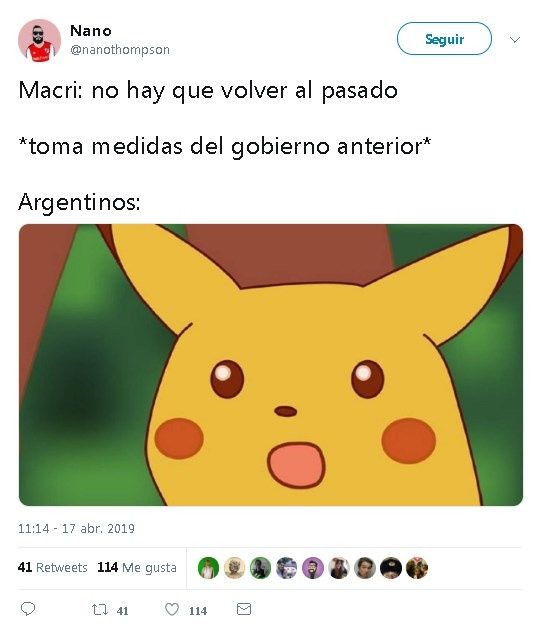 Nano
@nanothompson
Seguir
Macri: no hay que volver al pasado
*toma medidas del gobierno anterior*
Argentinos:
11:14 - 17 abr. 2019
41 Retweets 114 Me gusta
41 114